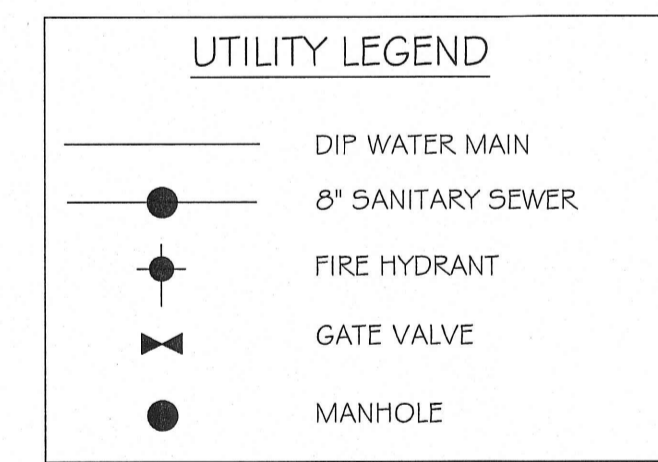 UTILITY LEGEND
DIP WATER MAIN
8" SANITARY SEWER
FIRE HYDRANT
GATE VALVE
MANHOLE